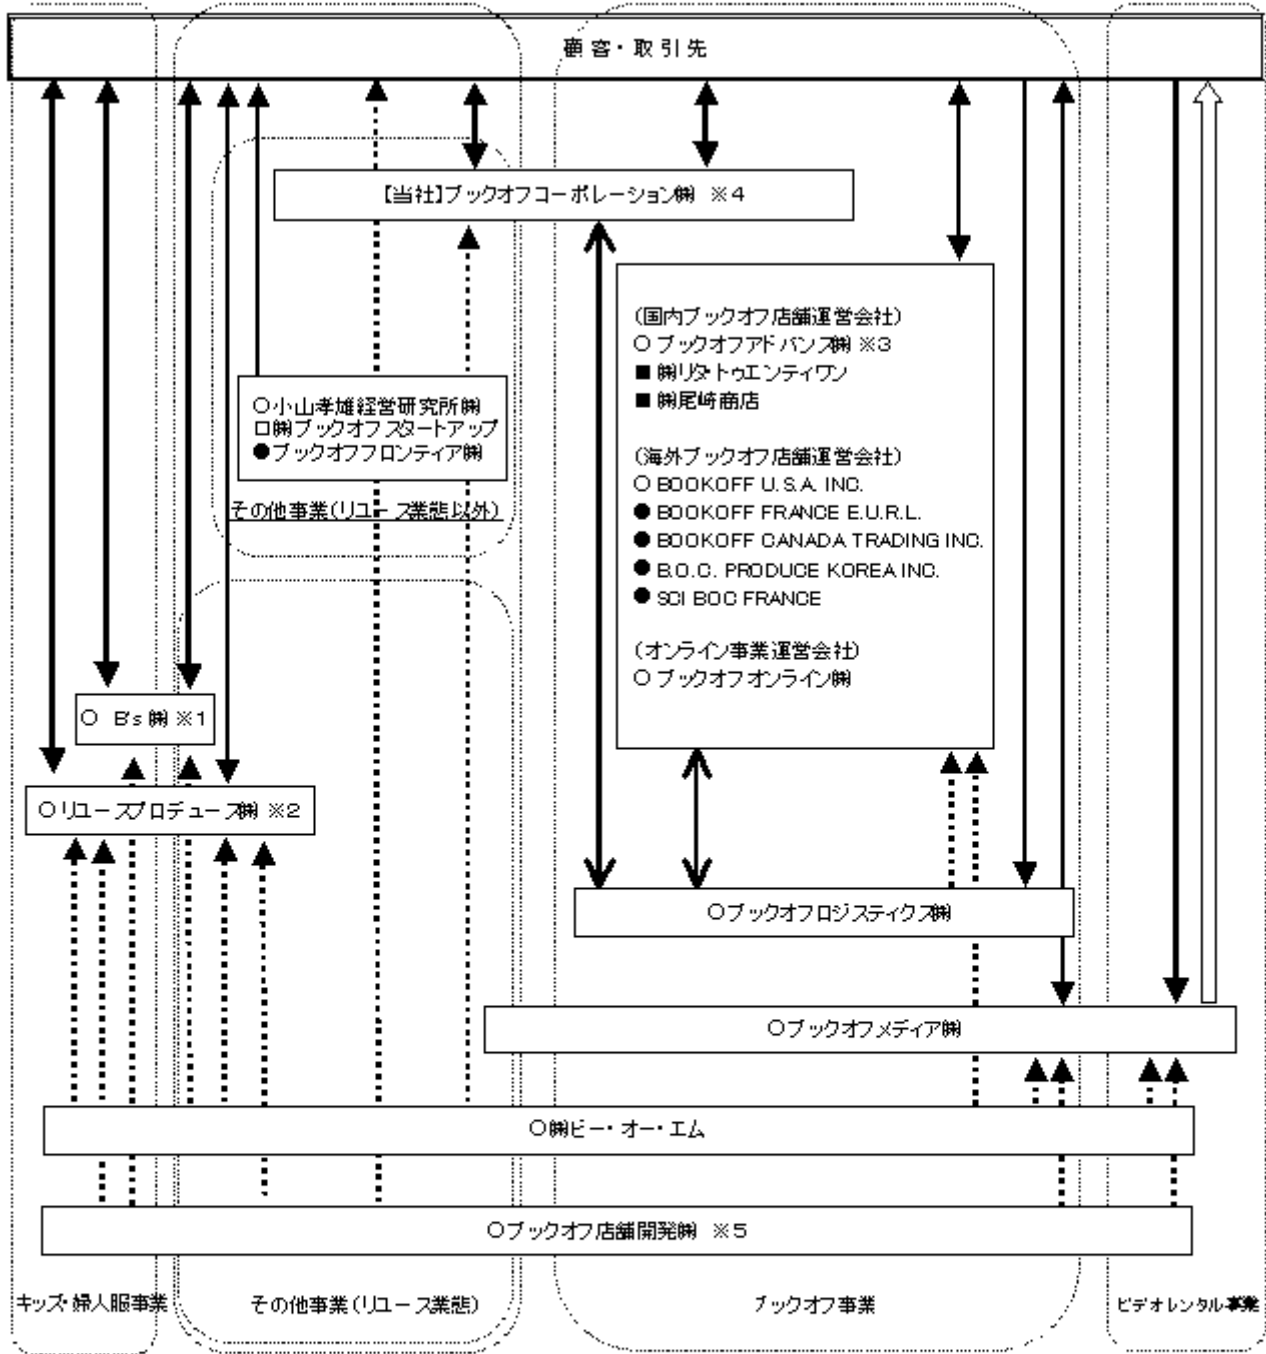 顧客・取引先
【当社】ブックオフコーポレーション㈱ ※4
(国内ブックオフ店舗運営会社)
○ブックオフアドバンス㈱ ※3
■㈱リタ・トゥエンティワン
■㈱尾崎商店
(海外ブックオフ店舗運営会社)
○ BOOKOFF U.S.A. INC.
● BOOKOFF FRANCE E.U.R.L.
● BOOKOFF CANADA TRADING INC.
● B.O.C. PRODUCE KOREA INC.
● SCI BOC FRANCE
(オンライン事業運営会社)
○ブックオフオンライン㈱
○小山孝雄経営研究所㈱
□㈱ブックオフスタートアップ
●ブックオフフロンティア㈱
その他事業(リユース業態以外)
○ B's ㈱ ※1
○リユースプロデュース㈱ ※2
○ブックオフロジスティクス㈱
○ブックオフメディア㈱
○㈱ビー・オー・エム
○ブックオフ店舗開発㈱ ※5
キッズ・婦人服事業
その他事業(リユース業態)
ブックオフ事業
ビデオレンタル事業